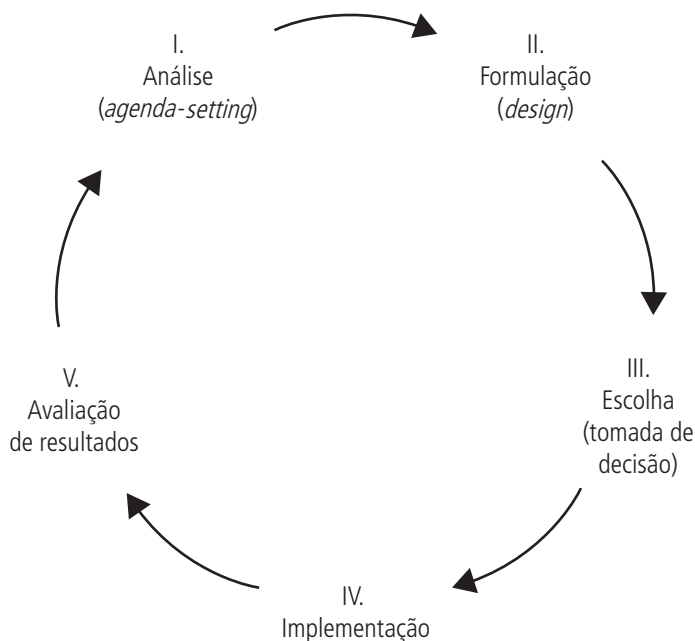 I.
Análise
(agenda-setting)
II.
Formulação
(design)
III.
Escolha
(tomada de
decisão)
IV.
Implementação
V.
Avaliação
de resultados